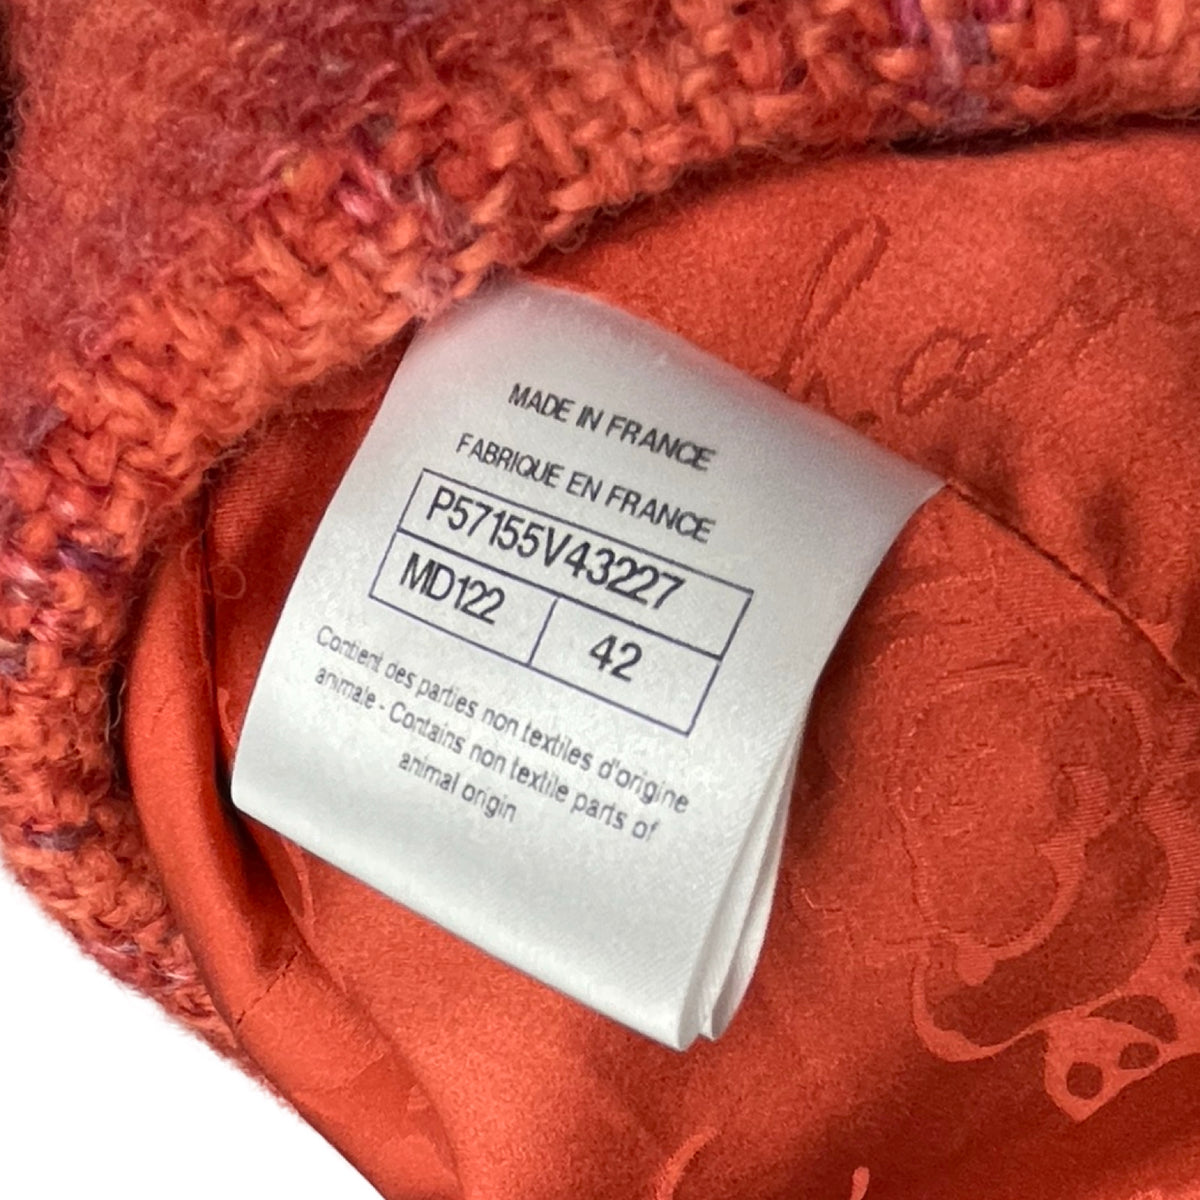 MADE IN FRANCE
FABRIQUE EN FRANCE
P57155V43227
MD122 42
Contient des parties non textiles d'origine
animale - Contains non textile parts of
animal origin